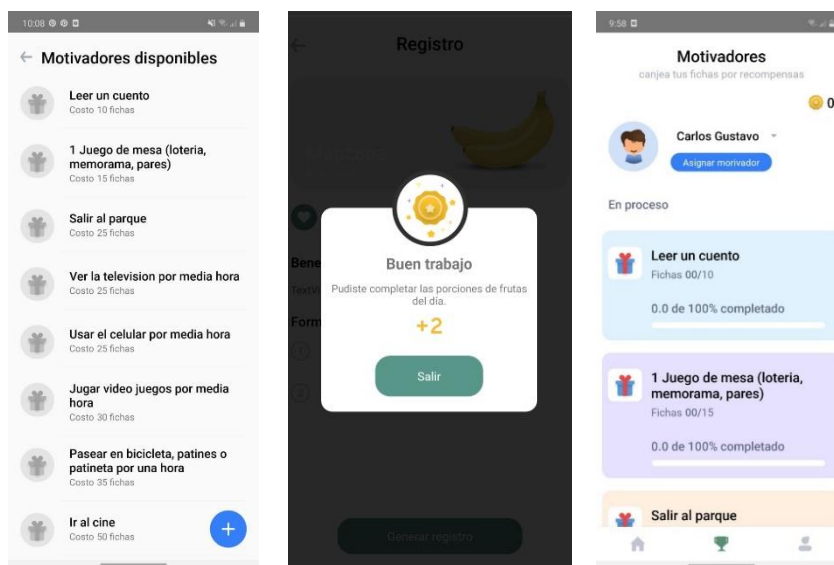 10:08
Motivadores disponibles
Leer un cuento
Costo 10 fichas
1 Juego de mesa (loteria,
memorama, pares)
Costo 15 fichas
Salir al parque
Costo 25 fichas
Ver la television por media hora
Costo 25 fichas
Usar el celular por media hora
Costo 25 fichas
Jugar video juegos por media
hora
Costo 30 fichas
Pasear en bicicleta, patines o
patineta por una hora
Costo 35 fichas
Ir al cine
Costo 50 fichas
+
Registro
Bene
TextVi
Form
1
2
Buen trabajo
Pudiste completar las porciones de frutas
del día.
+2
Salir
Generar registro
9:58
Motivadores
canjea tus fichas por recompensas
0
Carlos Gustavo
Asignar morivador
En proceso
Leer un cuento
Fichas 00/10
0.0 de 100% completado
1 Juego de mesa (loteria,
memorama, pares)
Fichas 00/15
0.0 de 100% completado
Salir al parque